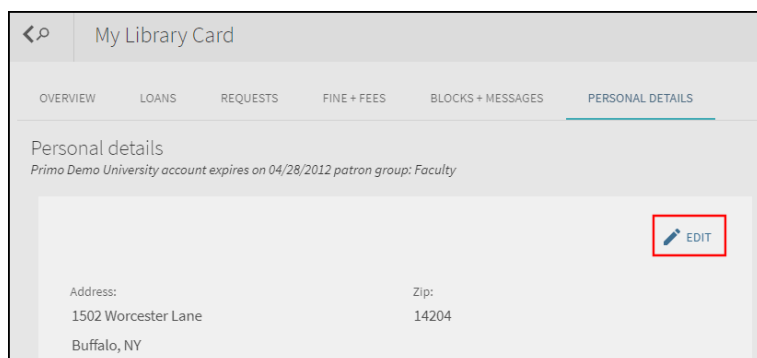 My Library Card
OVERVIEW LOANS REQUESTS FINE + FEES BLOCKS + MESSAGES PERSONAL DETAILS
Personal details
Primo Demo University account expires on 04/28/2012 patron group: Faculty
EDIT
Address: Zip:
1502 Worcester Lane 14204
Buffalo, NY